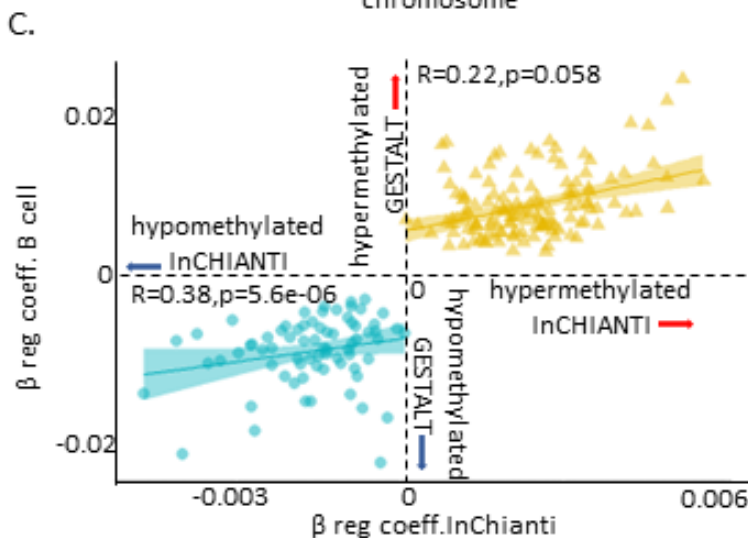 chromosome
C.
R=0.22,p=0.058
hypermethylated
GESTALT
0.02
hypomethylated
InCHIANTI
0
0
hypermethylated
InCHIANTI
R=0.38,p=5.6e-06
GESTALT
hypomethylated
-0.02
β reg coeff. B cell
-0.003
0
0.006
β reg coeff.InChianti